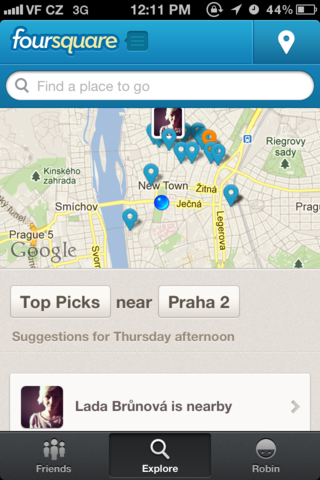 VF CZ 3G 12:11 PM 44%
foursquare
Find a place to go
Riegrovy
sady
Kinského
zahrada
New Town
Žitná
Smíchov
Ječná
Legerova
Prague 5
Svorn
Google
Top Picks near Praha 2
Suggestions for Thursday afternoon
Lada Brůnová is nearby
Friends Explore Robin